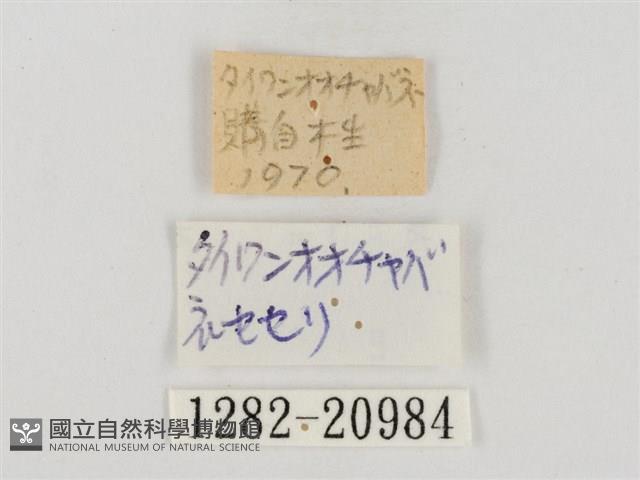 タイワンオオチャバネ
購自木生
1970.
タイワンオオチャバ
ネセセリ
1282-20984
國立自然科學博物館
NATIONAL MUSEUM OF NATURAL SCIENCE